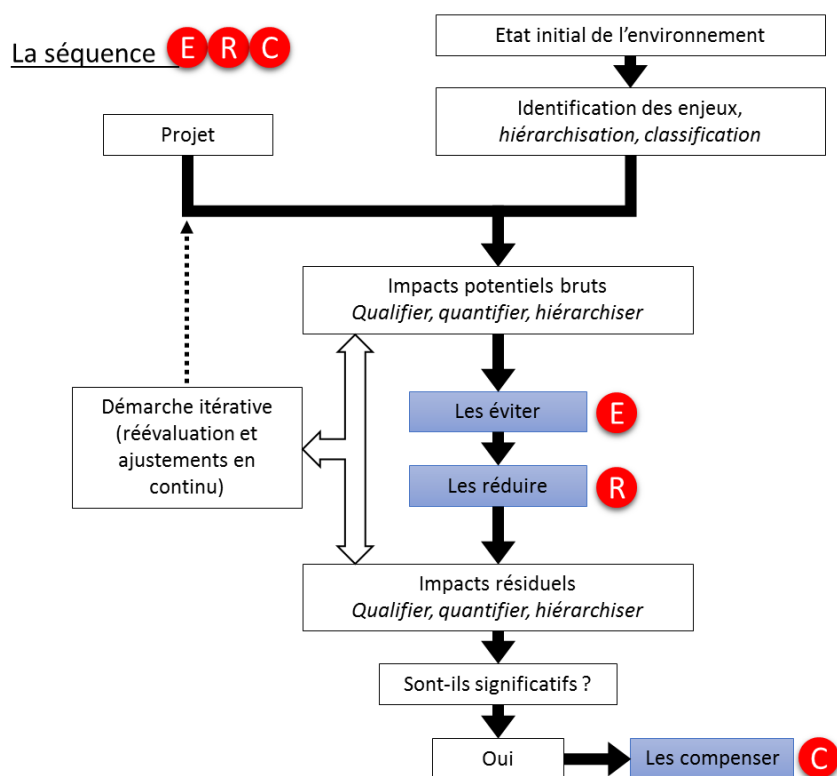 La séquence E R C
Etat initial de l’environnement
Identification des enjeux,
hiérarchisation, classification
Projet
Impacts potentiels bruts
Qualifier, quantifier, hiérarchiser
Les éviter E
Démarche itérative
(réévaluation et
ajustements en
continu)
Les réduire R
Impacts résiduels
Qualifier, quantifier, hiérarchiser
Sont-ils significatifs ?
Oui
Les compenser C